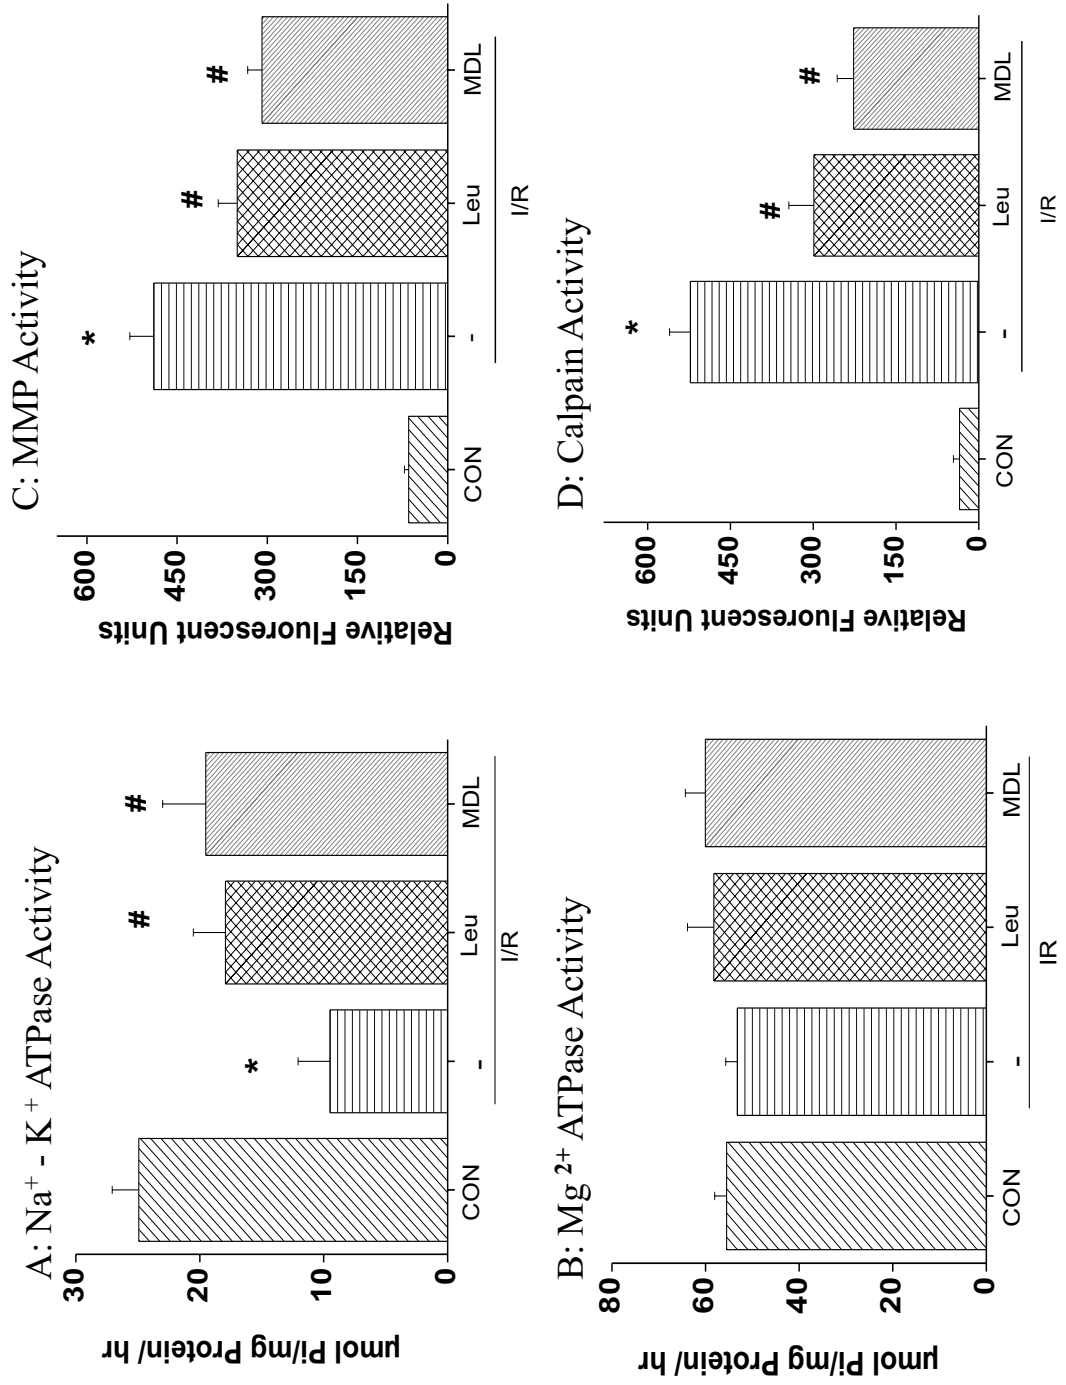 A: Na+ - K+ ATPase Activity
µmol Pi/mg Protein/ hr
30
20
10
0
*
#
#
CON
-
Leu
MDL
I/R
C: MMP Activity
Relative Fluorescent Units
600
450
300
150
0
*
#
#
CON
-
Leu
MDL
I/R
B: Mg 2+ ATPase Activity
µmol Pi/mg Protein/ hr
80
60
40
20
0
CON
-
Leu
MDL
IR
D: Calpain Activity
Relative Fluorescent Units
600
450
300
150
0
*
#
#
CON
-
Leu
MDL
I/R